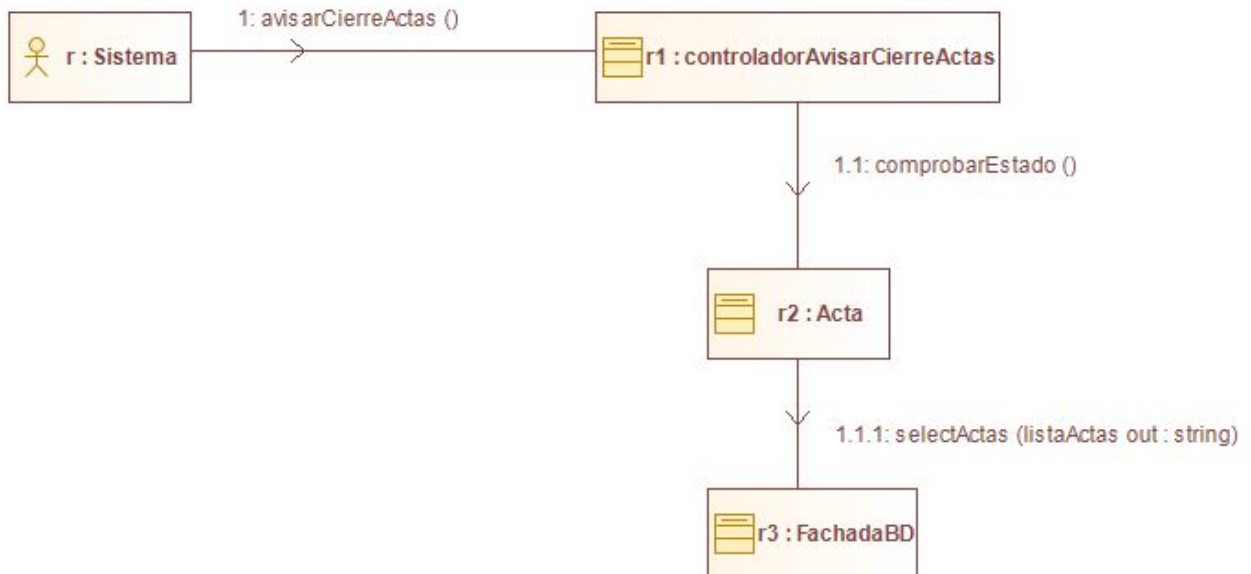 1: avisarCierreActas ()
r : Sistema
r1 : controladorAvisarCierreActas
1.1: comprobarEstado ()
r2 : Acta
1.1.1: selectActas (listaActas out : string)
r3 : FachadaBD